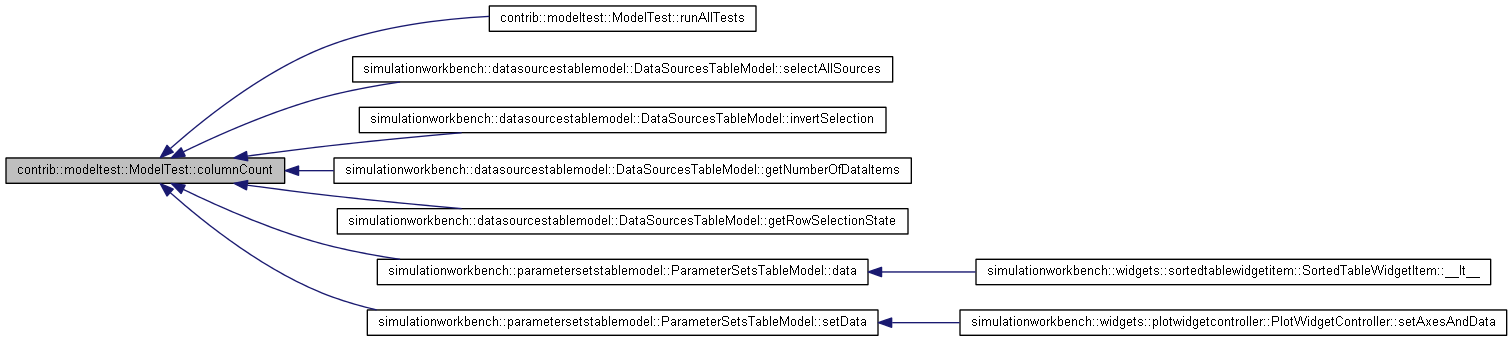 contrib::modeltest::ModelTest::runAllTests
simulationworkbench::datasourcestablemodel::DataSourcesTableModel::selectAllSources
simulationworkbench::datasourcestablemodel::DataSourcesTableModel::invertSelection
contrib::modeltest::ModelTest::columnCount
simulationworkbench::datasourcestablemodel::DataSourcesTableModel::getNumberOfDataItems
simulationworkbench::datasourcestablemodel::DataSourcesTableModel::getRowSelectionState
simulationworkbench::parametersetstablemodel::ParameterSetsTableModel::data
simulationworkbench::widgets::sortedtablewidgetitem::SortedTableWidgetItem::__lt__
simulationworkbench::parametersetstablemodel::ParameterSetsTableModel::setData
simulationworkbench::widgets::plotwidgetcontroller::PlotWidgetController::setAxesAndData